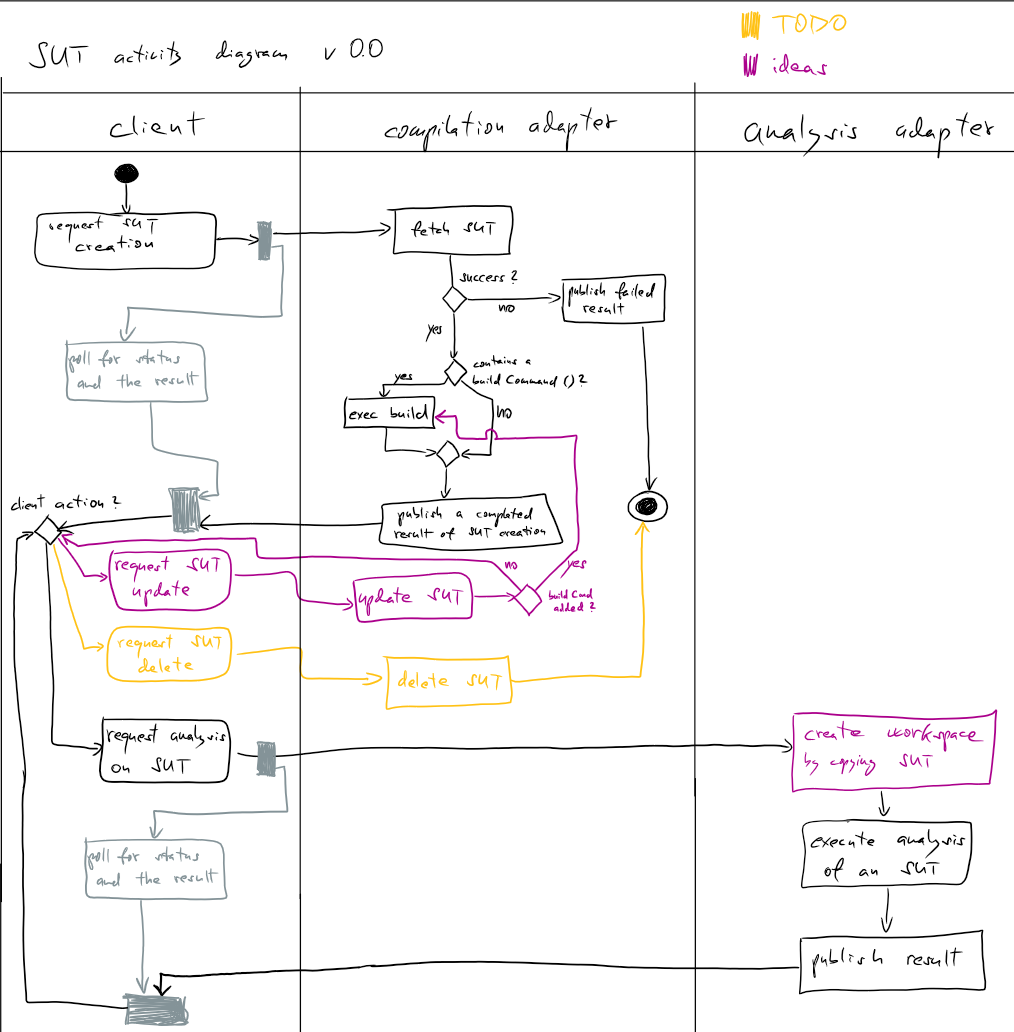 TODO
SUT activity diagram v 0.0
ideas
client
compilation adapter
analysis adapter
request SUT
creation
fetch SUT
success?
publish failed
result
no
yes
poll for status
and the result
contains a
build Command ()?
yes
no
exec build
client action?
publish a completed
result of SUT creation
request SUT
update
update SUT
no
yes
build Cmd
added?
request SUT
delete
delete SUT
request analysis
on SUT
create workspace
by copying SUT
poll for status
and the result
execute analysis
of an SUT
publish result